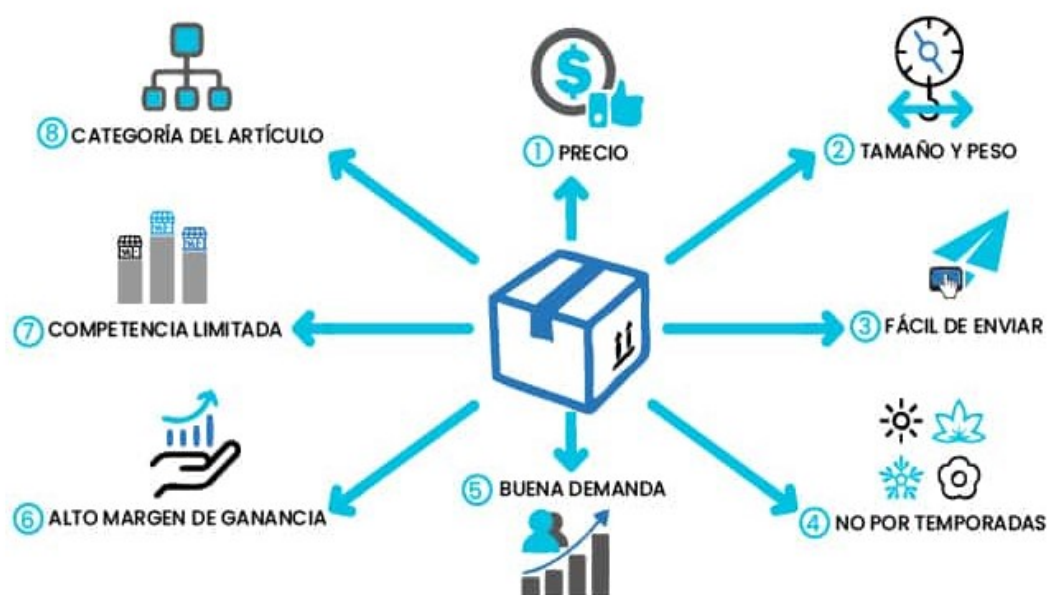 1 PRECIO
2 TAMAÑO Y PESO
3 FÁCIL DE ENVIAR
4 NO POR TEMPORADAS
5 BUENA DEMANDA
6 ALTO MARGEN DE GANANCIA
7 COMPETENCIA LIMITADA
8 CATEGORÍA DEL ARTÍCULO